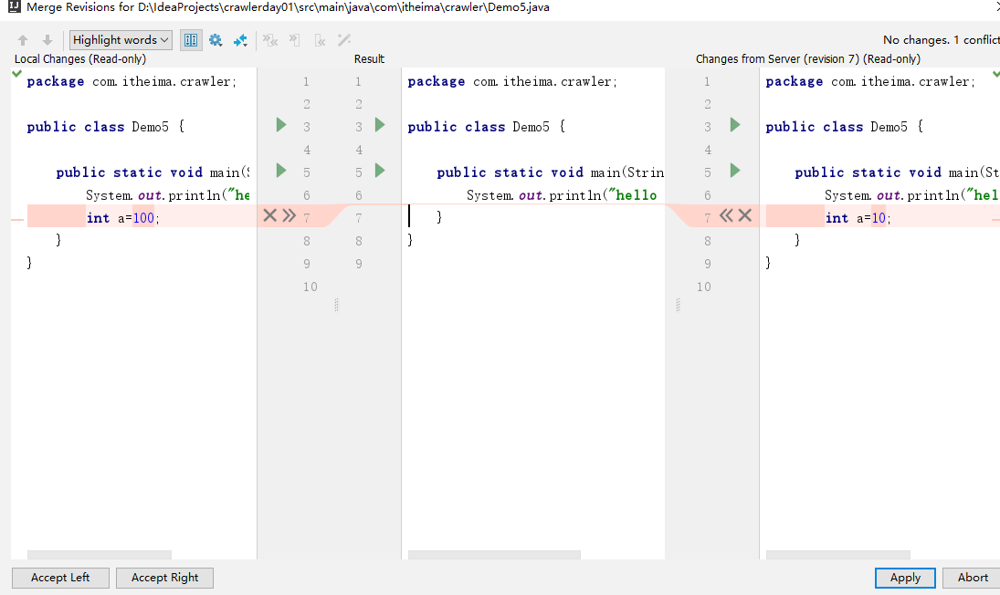 Merge Revisions for D:\IdeaProjects\crawlerday01\src\main\java\com\itheima\crawler\Demo5.java
Highlight words
No changes. 1 conflict
Local Changes (Read-only)
Result
Changes from Server (revision 7) (Read-only)
package com.itheima.crawler;
public class Demo5 {
public static void main(S
System.out.println("he
int a=100;
}
}
1
2
3
4
5
6
7
8
9
10
1
2
3
4
5
6
7
8
9
package com.itheima.crawler;
public class Demo5 {
public static void main(Strin
System.out.println("hello
}
}
1
2
3
4
5
6
7
8
9
10
package com.itheima.crawler;
public class Demo5 {
public static void main(St
System.out.println("hel
int a=10;
}
}
Accept Left
Accept Right
Apply
Abort